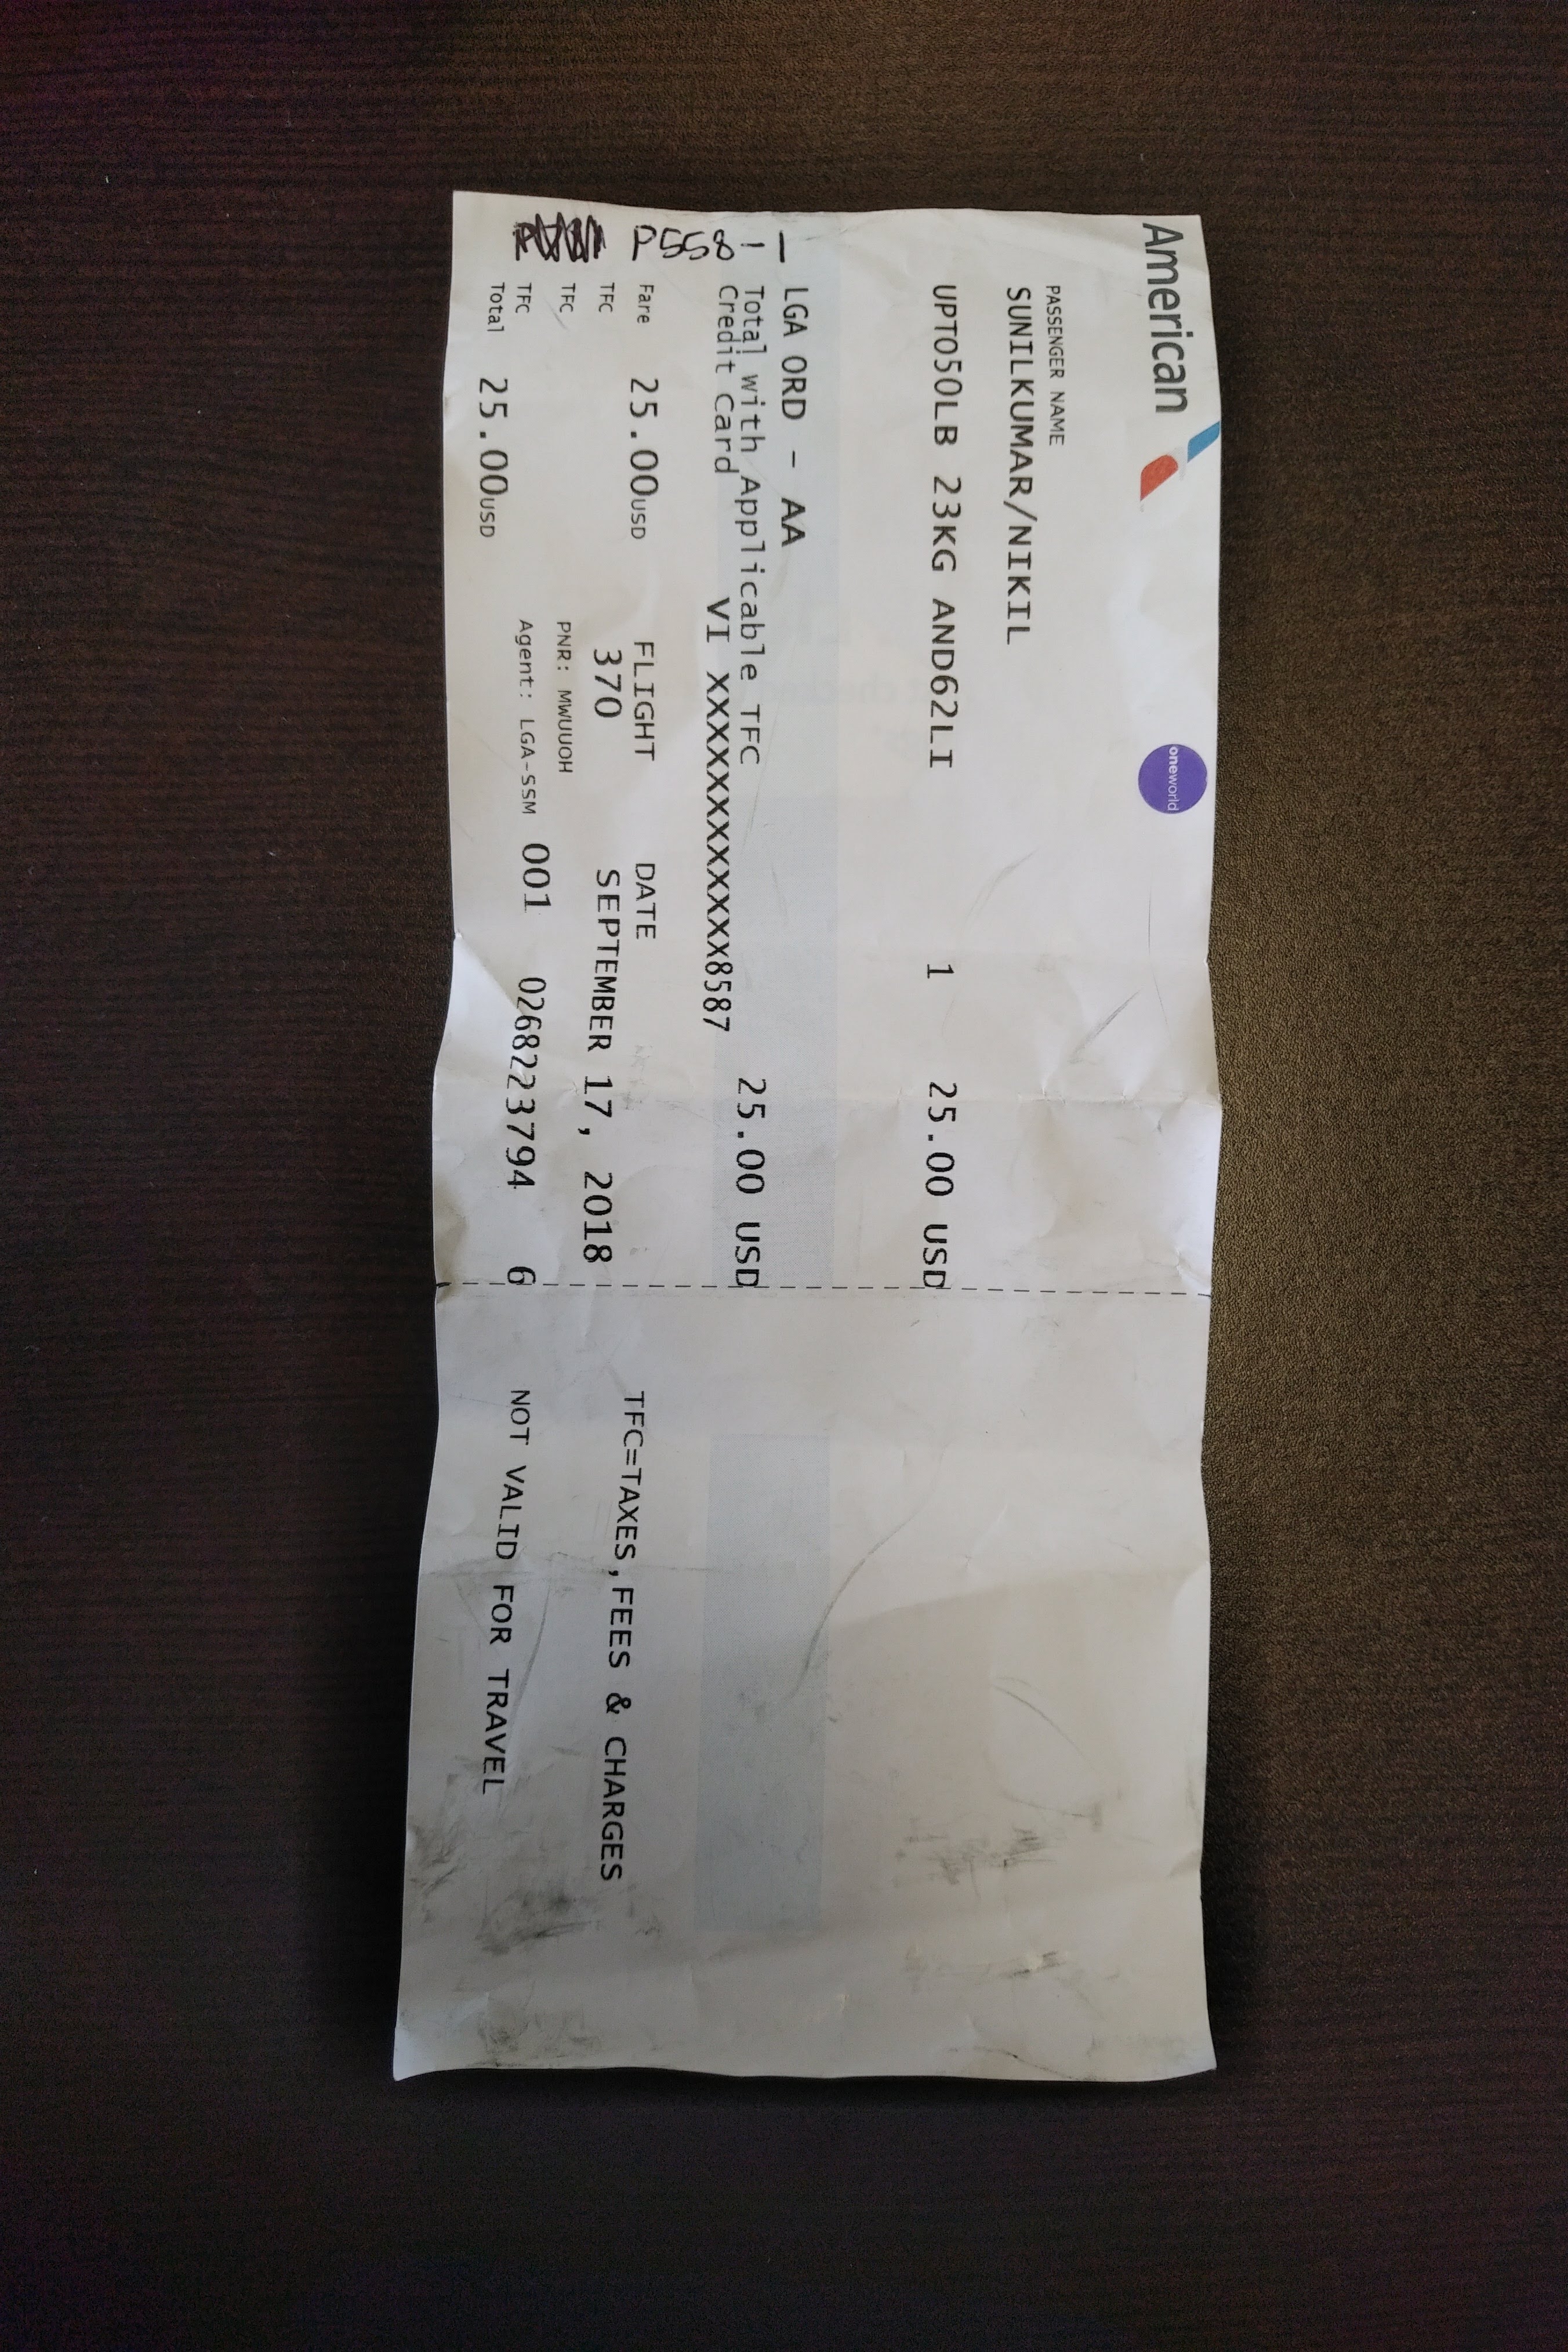 American
oneworld
PASSENGER NAME
SUNILKUMAR/NIKIL
UPTO50LB 23KG AND62LI 1 25.00 USD
LGA ORD - AA
Total with Applicable TFC 25.00 USD
Credit Card VI XXXXXXXXXXXX8587
P558
Fare 25.00USD FLIGHT DATE
TFC 370 SEPTEMBER 17, 2018
TFC PNR: MWUUOH
TFC Agent: LGA-SSM 001 0268223794 6
Total 25.00USD
TFC=TAXES,FEES & CHARGES
NOT VALID FOR TRAVEL